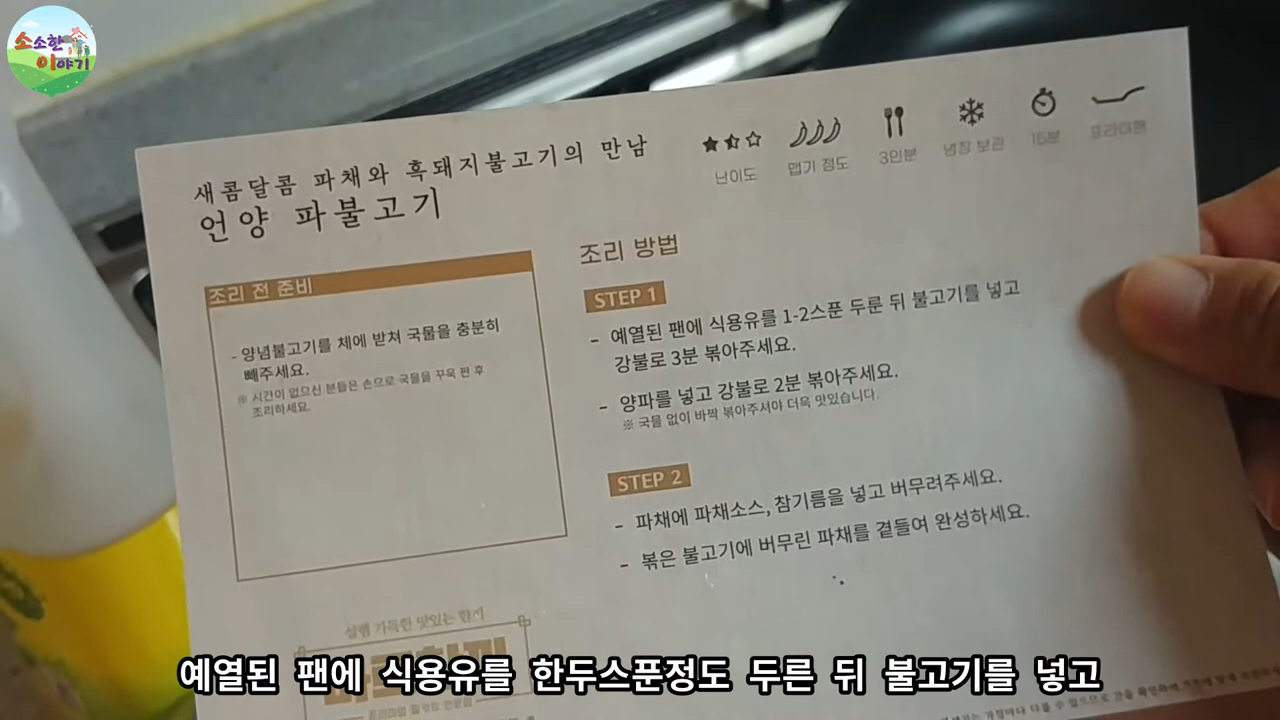 소소한
이야기
새콤달콤 파채와 흑돼지불고기의 만남
언양 파불고기
난이도
맵기 정도
3인분
냉장 보관
15분
프라이팬
조리 전 준비
- 양념불고기를 체에 받쳐 국물을 충분히
빼주세요.
※ 시간이 없으신 분들은 손으로 국물을 꾸욱 짠 후
조리하세요.
조리 방법
STEP 1
- 예열된 팬에 식용유를 1-2스푼 두룬 뒤 불고기를 넣고
강불로 3분 볶아주세요.
- 양파를 넣고 강불로 2분 볶아주세요.
※ 국물 없이 바짝 볶아주셔야 더욱 맛있습니다.
STEP 2
- 파채에 파채소스, 참기름을 넣고 버무려주세요.
- 볶은 불고기에 버무린 파채를 곁들여 완성하세요.
설렘 가득한 맛있는 한끼
예열된 팬에 식용유를 한두스푼정도 두른 뒤 불고기를 넣고